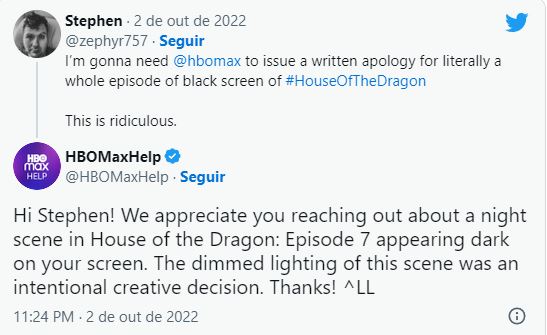 Stephen · 2 de out de 2022
@zephyr757 · Seguir
I'm gonna need @hbomax to issue a written apology for literally a
whole episode of black screen of #HouseOfTheDragon
This is ridiculous.
HBO
max
HELP
HBOMaxHelp
@HBOMaxHelp · Seguir
Hi Stephen! We appreciate you reaching out about a night
scene in House of the Dragon: Episode 7 appearing dark
on your screen. The dimmed lighting of this scene was an
intentional creative decision. Thanks! ^LL
11:24 PM · 2 de out de 2022